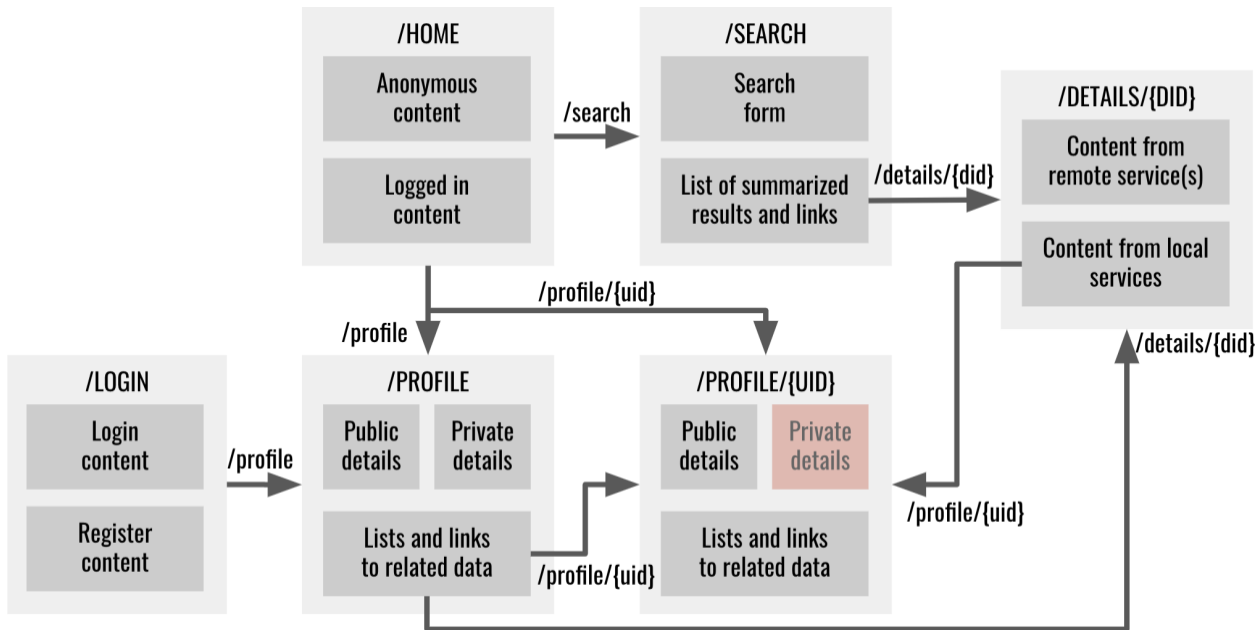 /HOME
Anonymous
content
Logged in
content
/search
/SEARCH
Search
form
List of summarized
results and links
/details/{did}
/DETAILS/{DID}
Content from
remote service(s)
Content from local
services
/profile/{uid}
/profile
/details/{did}
/LOGIN
Login
content
Register
content
/profile
/PROFILE
Public
details
Private
details
Lists and links
to related data
/profile/{uid}
/PROFILE/{UID}
Public
details
Private
details
Lists and links
to related data
/profile/{uid}